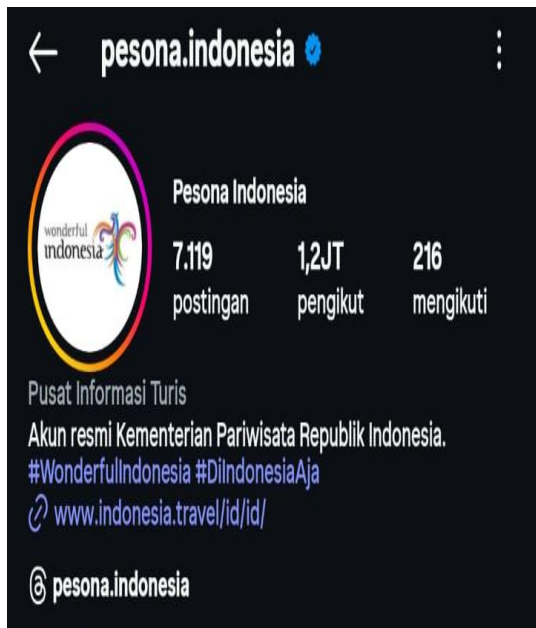 pesona.indonesia
wonderful
indonesia
Pesona Indonesia
7.119 1,2JT 216
postingan pengikut mengikuti
Pusat Informasi Turis
Akun resmi Kementerian Pariwisata Republik Indonesia.
#WonderfulIndonesia #DiIndonesiaAja
www.indonesia.travel/id/id/
pesona.indonesia